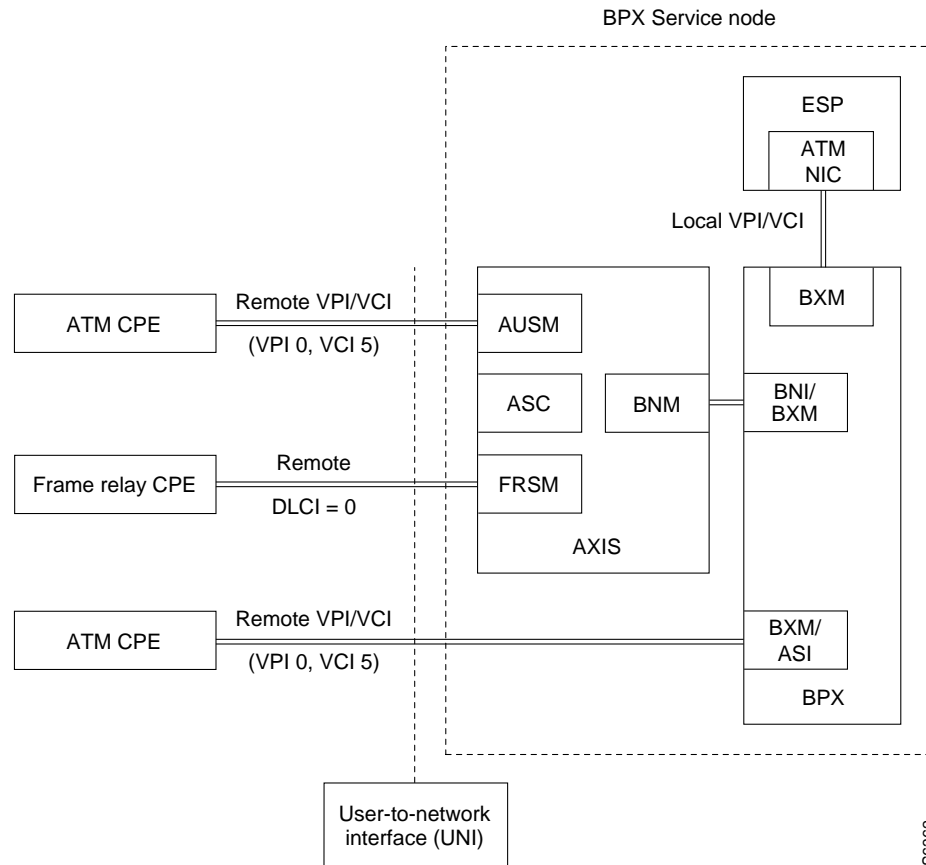 BPX Service node
ESP
ATM
NIC
Local VPI/VCI
BXM
ATM CPE
Remote VPI/VCI
(VPI 0, VCI 5)
AUSM
ASC
BNM
BNI/
BXM
Frame relay CPE
Remote
DLCI = 0
FRSM
AXIS
ATM CPE
Remote VPI/VCI
(VPI 0, VCI 5)
BXM/
ASI
BPX
User-to-network
interface (UNI)